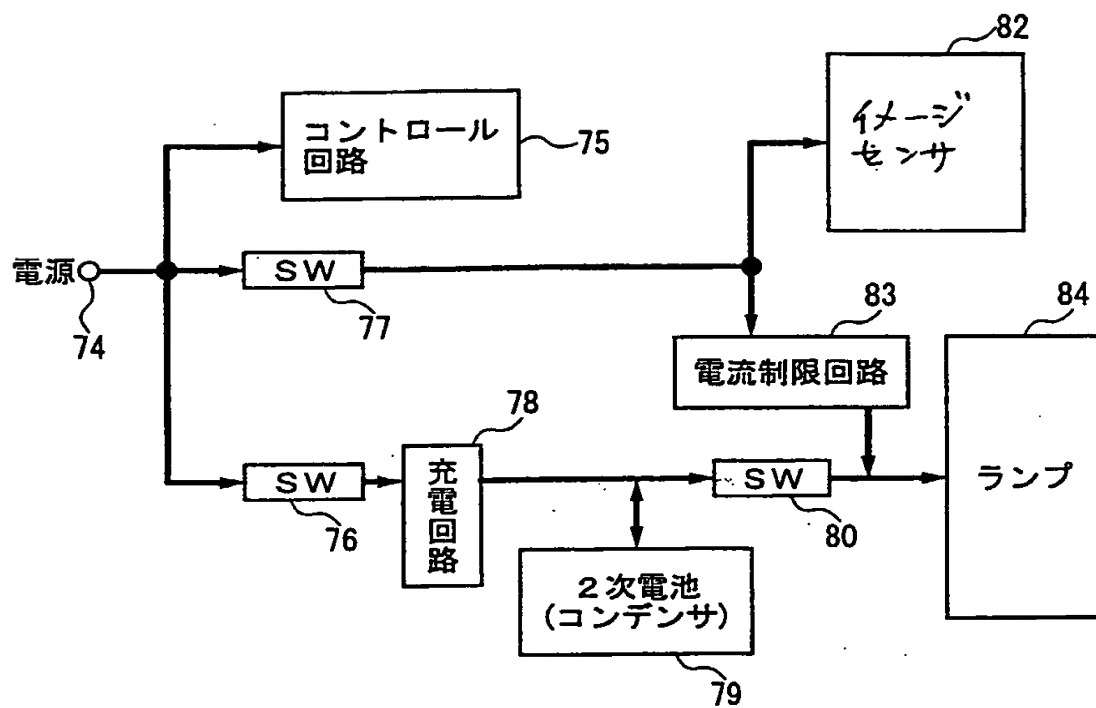 82
コントロール
回路
75
イメージ
センサ
電源
74
SW
77
83
電流制限回路
84
ランプ
78
充電回路
SW
76
SW
80
2次電池
(コンデンサ)
79